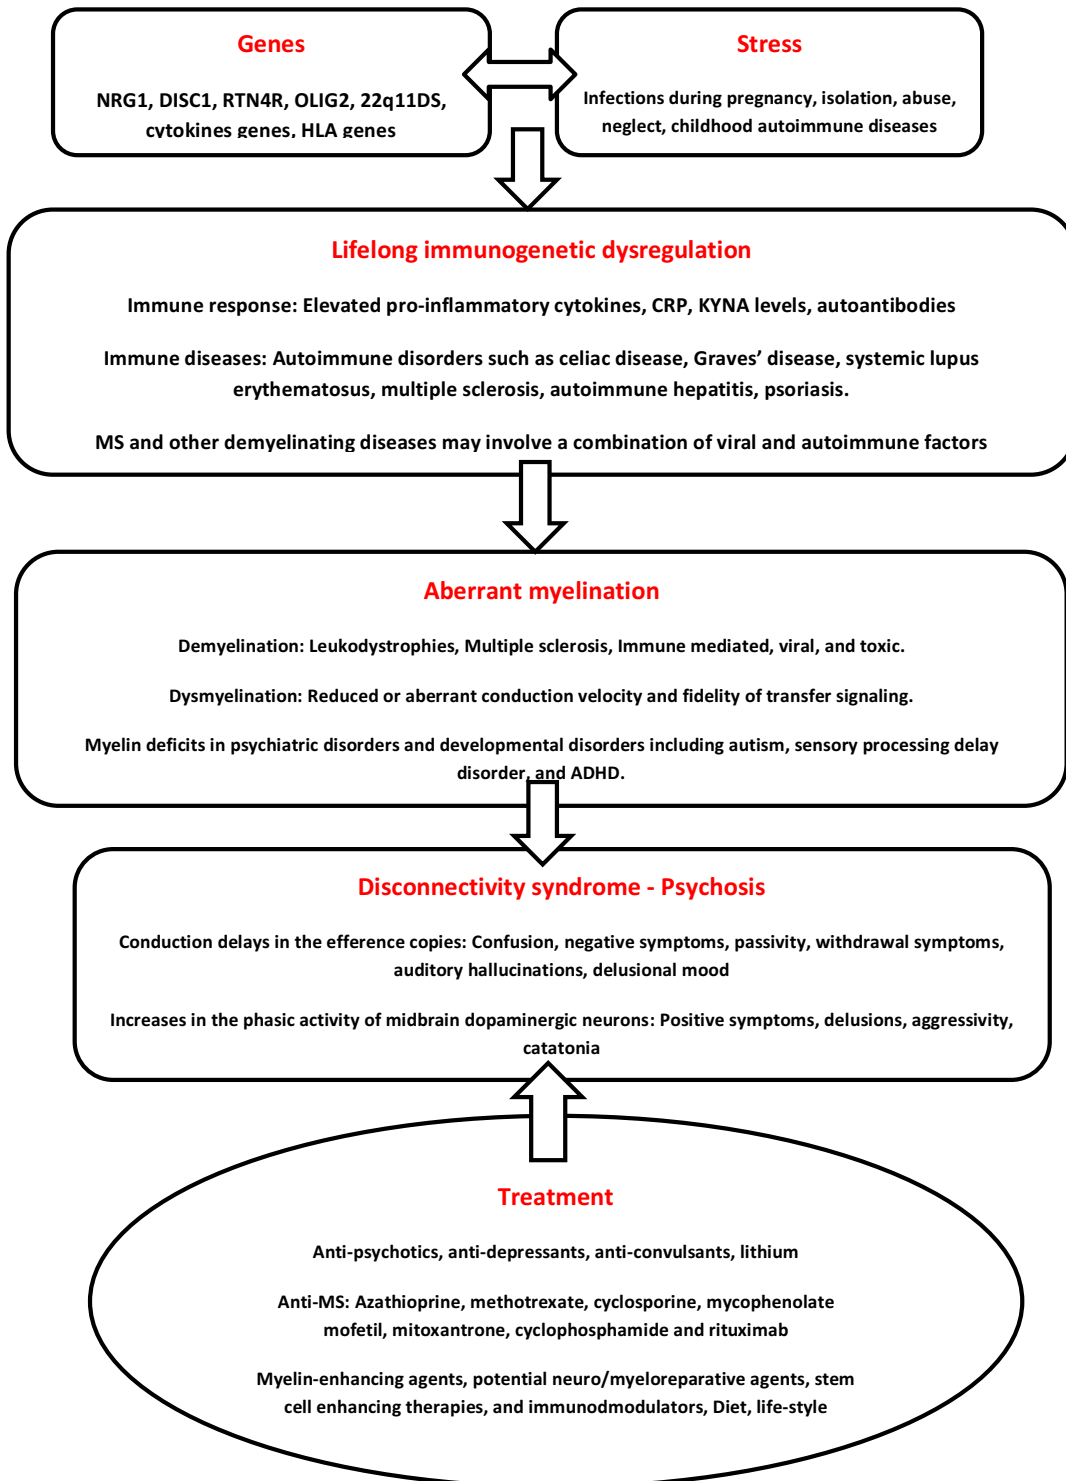 Genes
NRG1, DISC1, RTN4R, OLIG2, 22q11DS,
cytokines genes, HLA genes
Stress
Infections during pregnancy, isolation, abuse,
neglect, childhood autoimmune diseases
Lifelong immunogenetic dysregulation
Immune response: Elevated pro-inflammatory cytokines, CRP, KYNA levels, autoantibodies
Immune diseases: Autoimmune disorders such as celiac disease, Graves’ disease, systemic lupus
erythematosus, multiple sclerosis, autoimmune hepatitis, psoriasis.
MS and other demyelinating diseases may involve a combination of viral and autoimmune factors
Aberrant myelination
Demyelination: Leukodystrophies, Multiple sclerosis, Immune mediated, viral, and toxic.
Dysmyelination: Reduced or aberrant conduction velocity and fidelity of transfer signaling.
Myelin deficits in psychiatric disorders and developmental disorders including autism, sensory processing delay
disorder, and ADHD.
Disconnectivity syndrome - Psychosis
Conduction delays in the efference copies: Confusion, negative symptoms, passivity, withdrawal symptoms,
auditory hallucinations, delusional mood
Increases in the phasic activity of midbrain dopaminergic neurons: Positive symptoms, delusions, aggressivity,
catatonia
Treatment
Anti-psychotics, anti-depressants, anti-convulsants, lithium
Anti-MS: Azathioprine, methotrexate, cyclosporine, mycophenolate
mofetil, mitoxantrone, cyclophosphamide and rituximab
Myelin-enhancing agents, potential neuro/myeloreparative agents, stem
cell enhancing therapies, and immunodmodulators, Diet, life-style